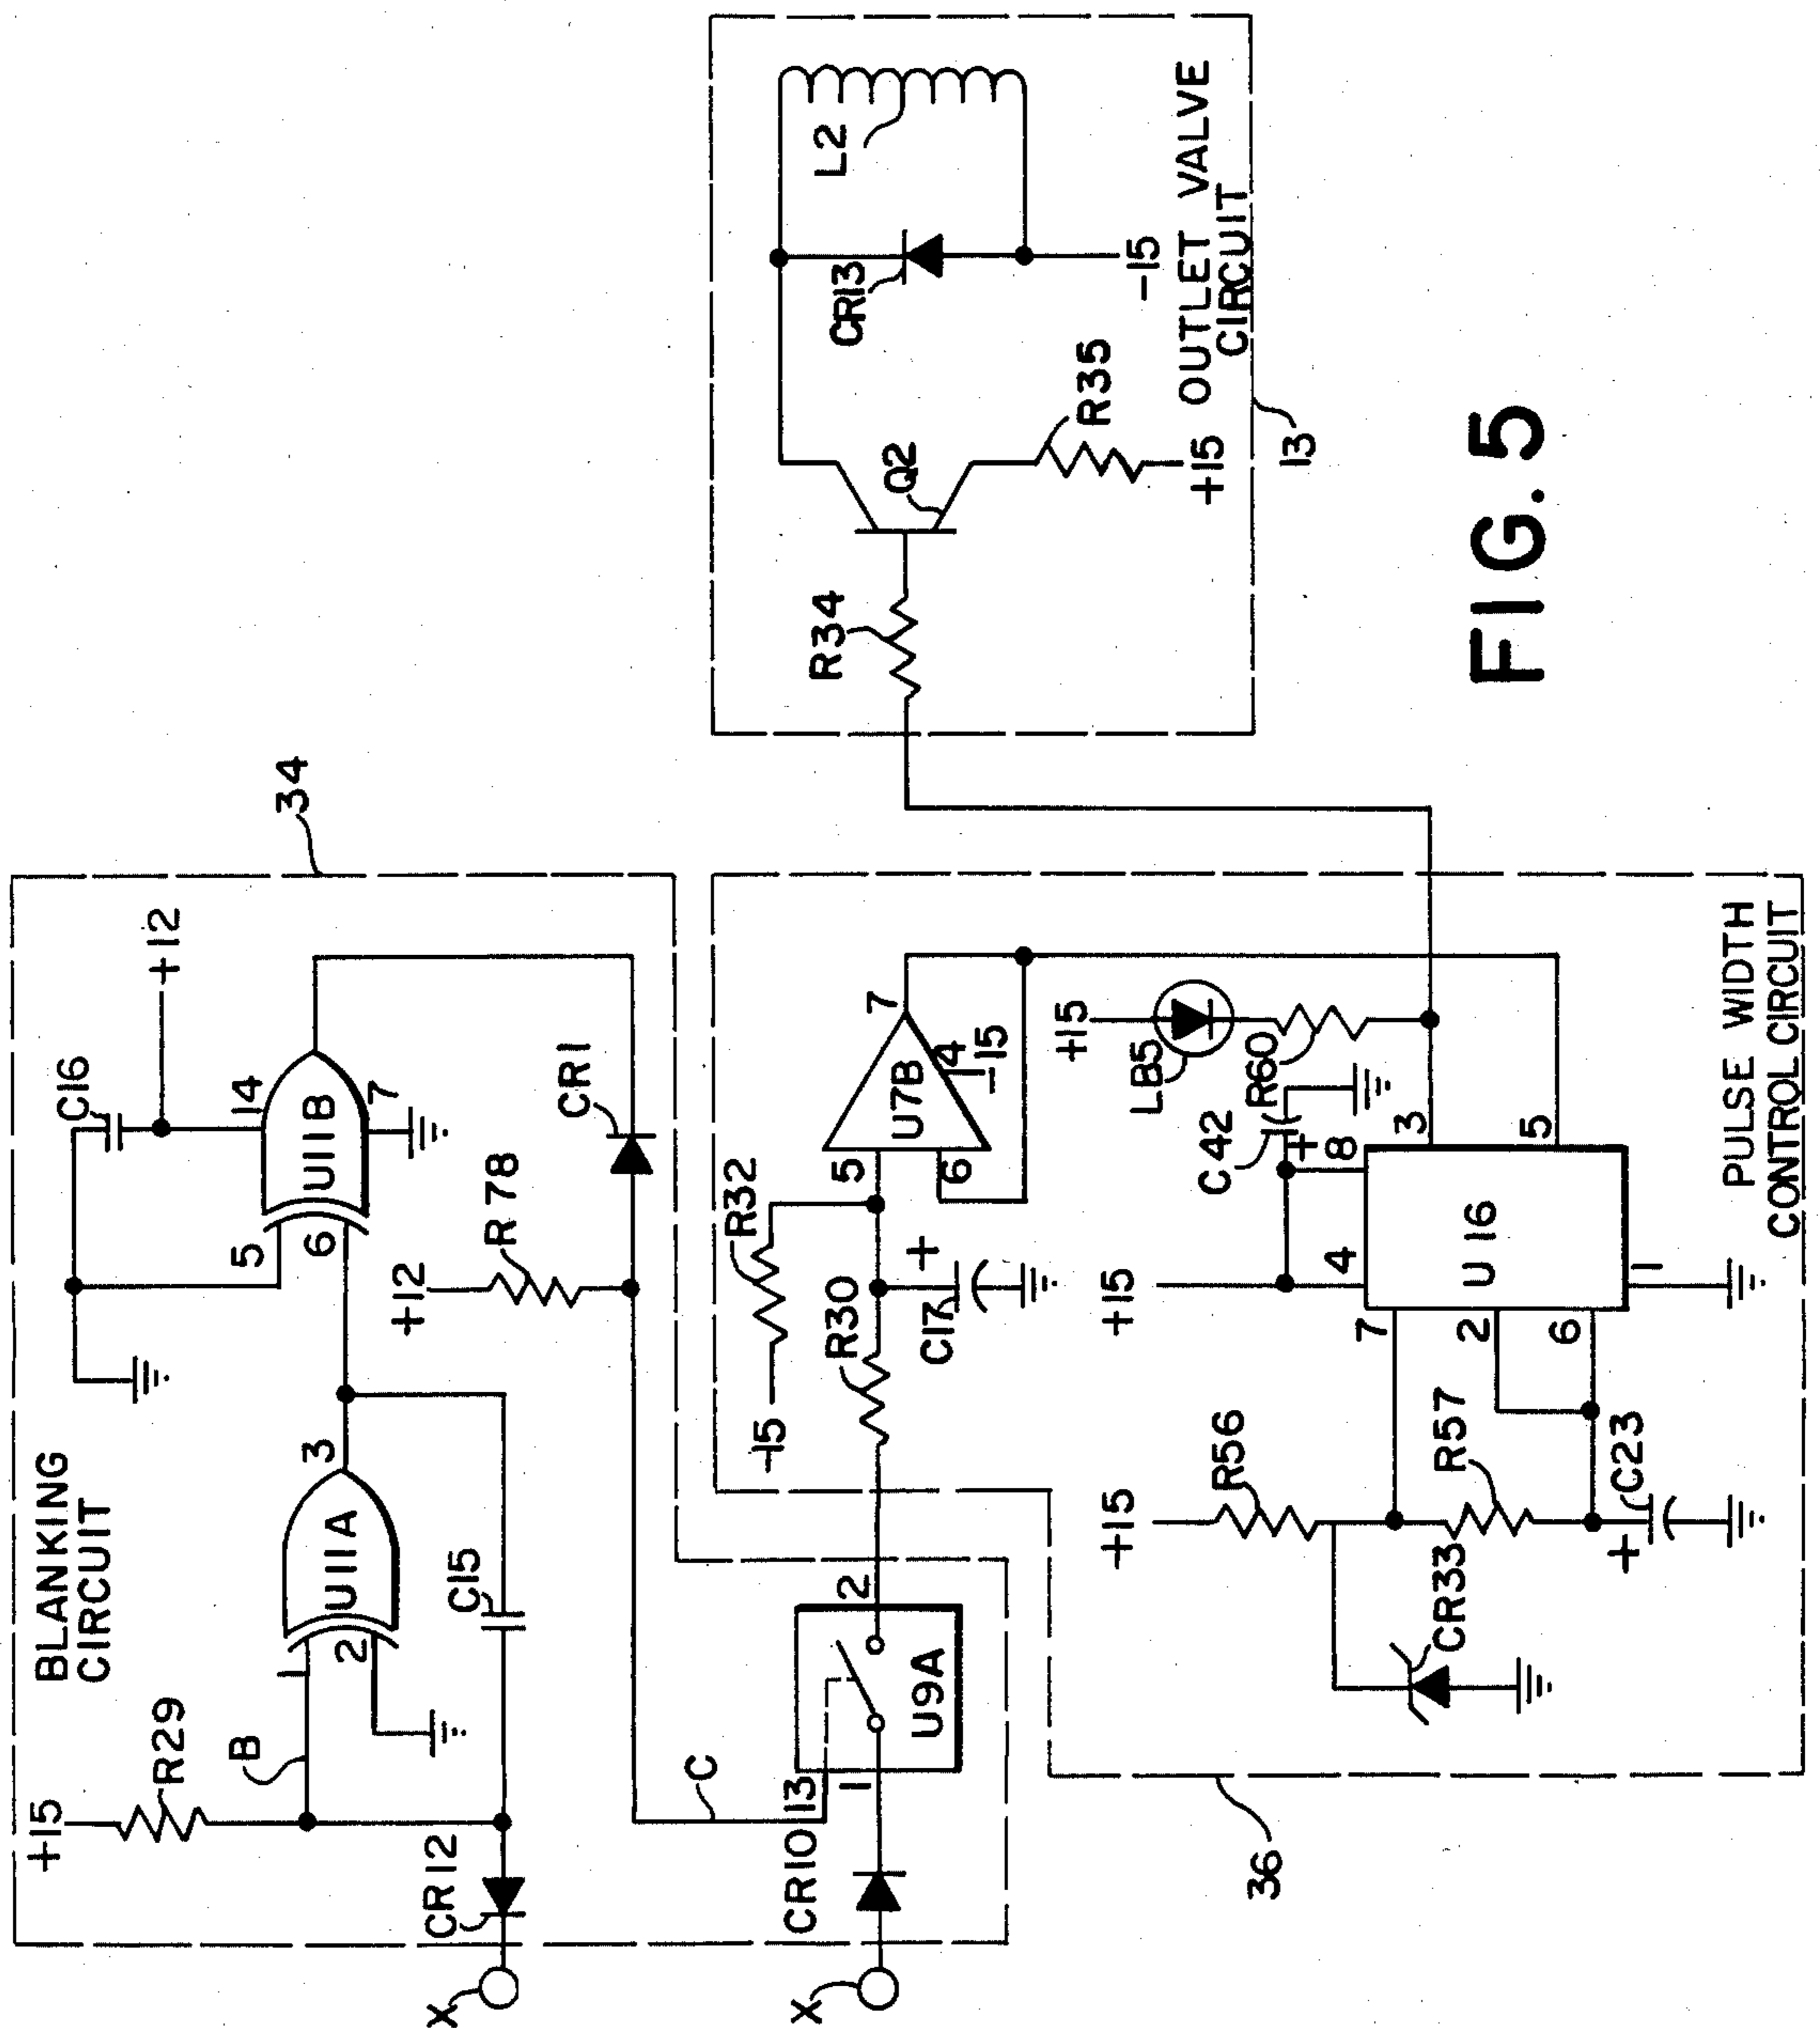 BLANKING
CIRCUIT
34
+15
R29
B
1
2
U11A
3
C15
CR12
X
C16
+12
14
5
6
U11B
7
+12
R78
CR1
C
CR10
13
1
2
U9A
X
+15
R32
R30
C17
+
5
6
U7B
7
4
-15
+15
LB5
R60
C42
+
+15
4
8
3
5
U16
7
2
6
1
+15
R56
R57
CR33
C23
+
PULSE WIDTH
CONTROL CIRCUIT
36
R34
Q2
R35
+15
CR13
L2
-15
OUTLET VALVE
CIRCUIT
13
FIG. 5